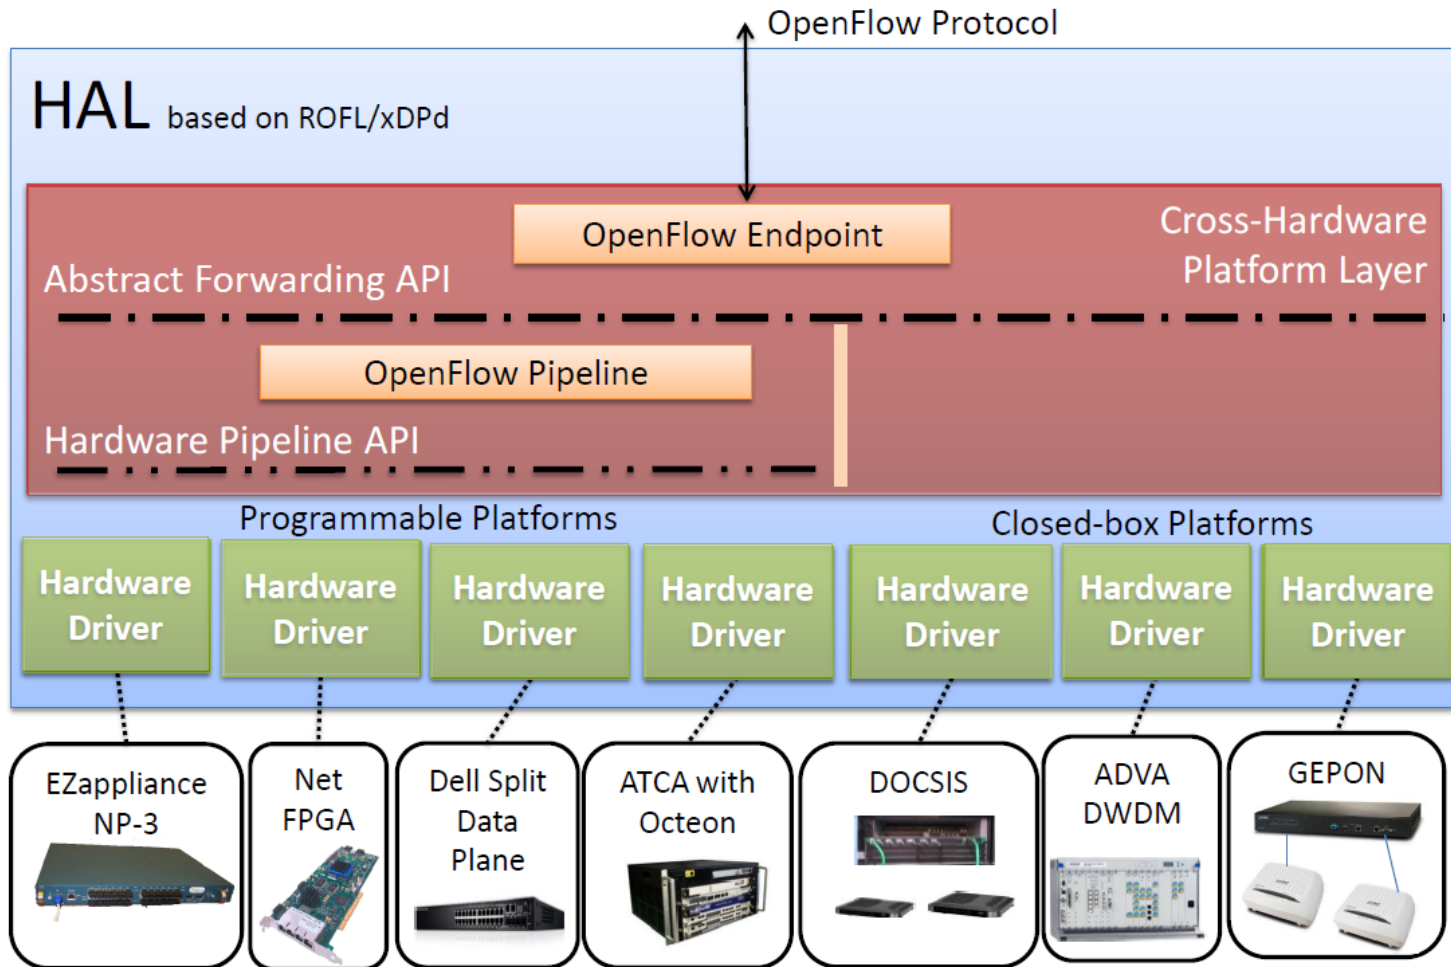 OpenFlow Protocol
HAL based on ROFL/xDPd
OpenFlow Endpoint
Cross-Hardware
Platform Layer
Abstract Forwarding API
OpenFlow Pipeline
Hardware Pipeline API
Programmable Platforms
Closed-box Platforms
Hardware
Driver
Hardware
Driver
Hardware
Driver
Hardware
Driver
Hardware
Driver
Hardware
Driver
Hardware
Driver
EZappliance
NP-3
Net
FPGA
Dell Split
Data
Plane
ATCA with
Octeon
DOCSIS
ADVA
DWDM
GEPON